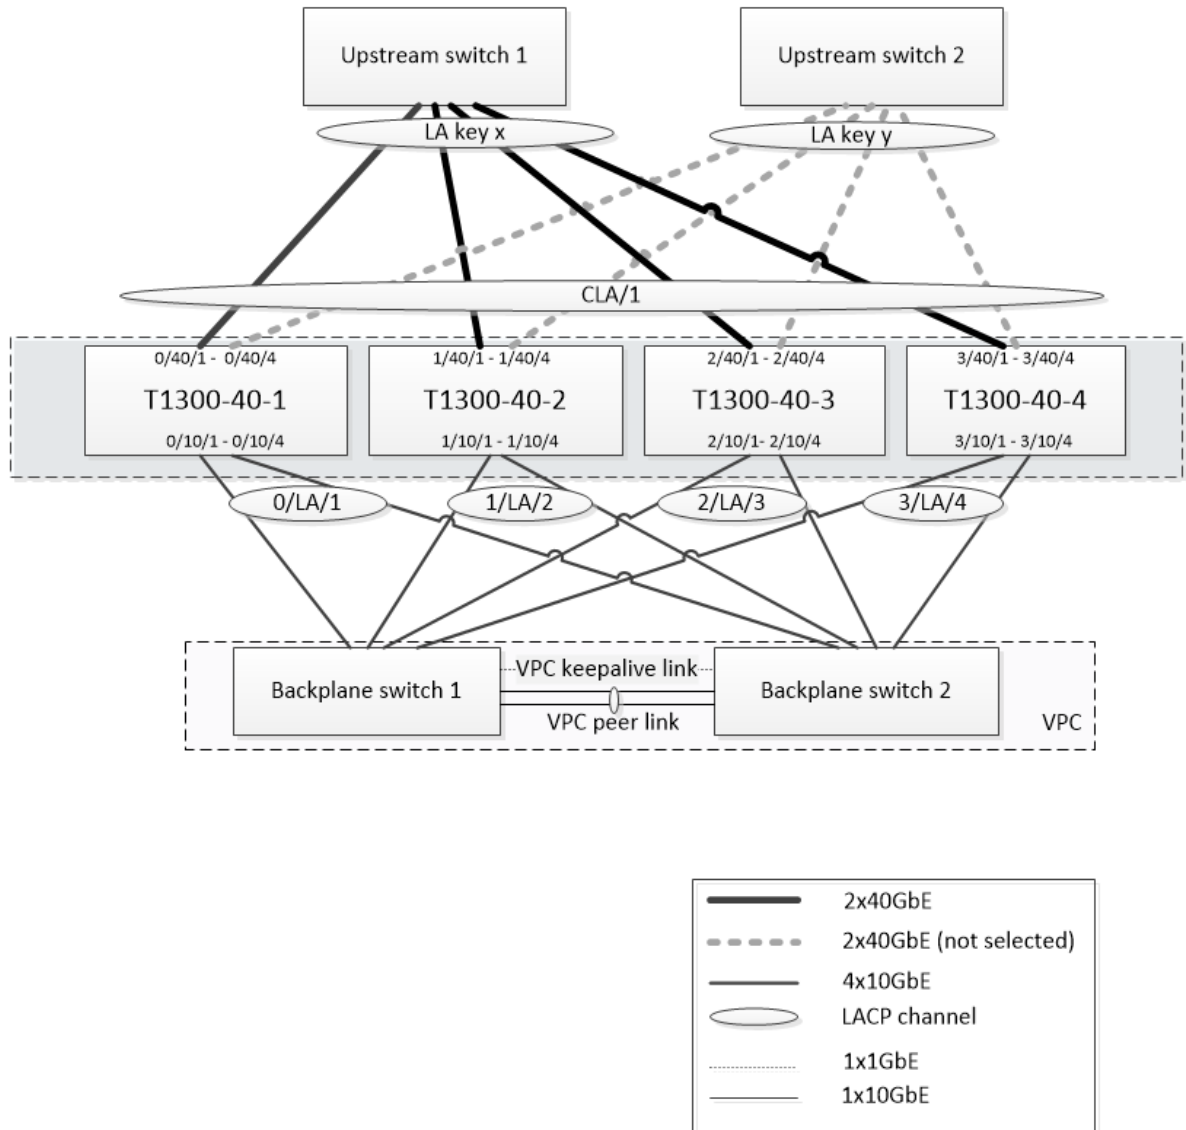 Upstream switch 1
Upstream switch 2
LA key x
LA key y
CLA/1
0/40/1 - 0/40/4
1/40/1 - 1/40/4
2/40/1 - 2/40/4
3/40/1 - 3/40/4
T1300-40-1
T1300-40-2
T1300-40-3
T1300-40-4
0/10/1 - 0/10/4
1/10/1 - 1/10/4
2/10/1- 2/10/4
3/10/1 - 3/10/4
0/LA/1
1/LA/2
2/LA/3
3/LA/4
Backplane switch 1
VPC keepalive link
VPC peer link
Backplane switch 2
VPC
2x40GbE
2x40GbE (not selected)
4x10GbE
LACP channel
1x1GbE
1x10GbE